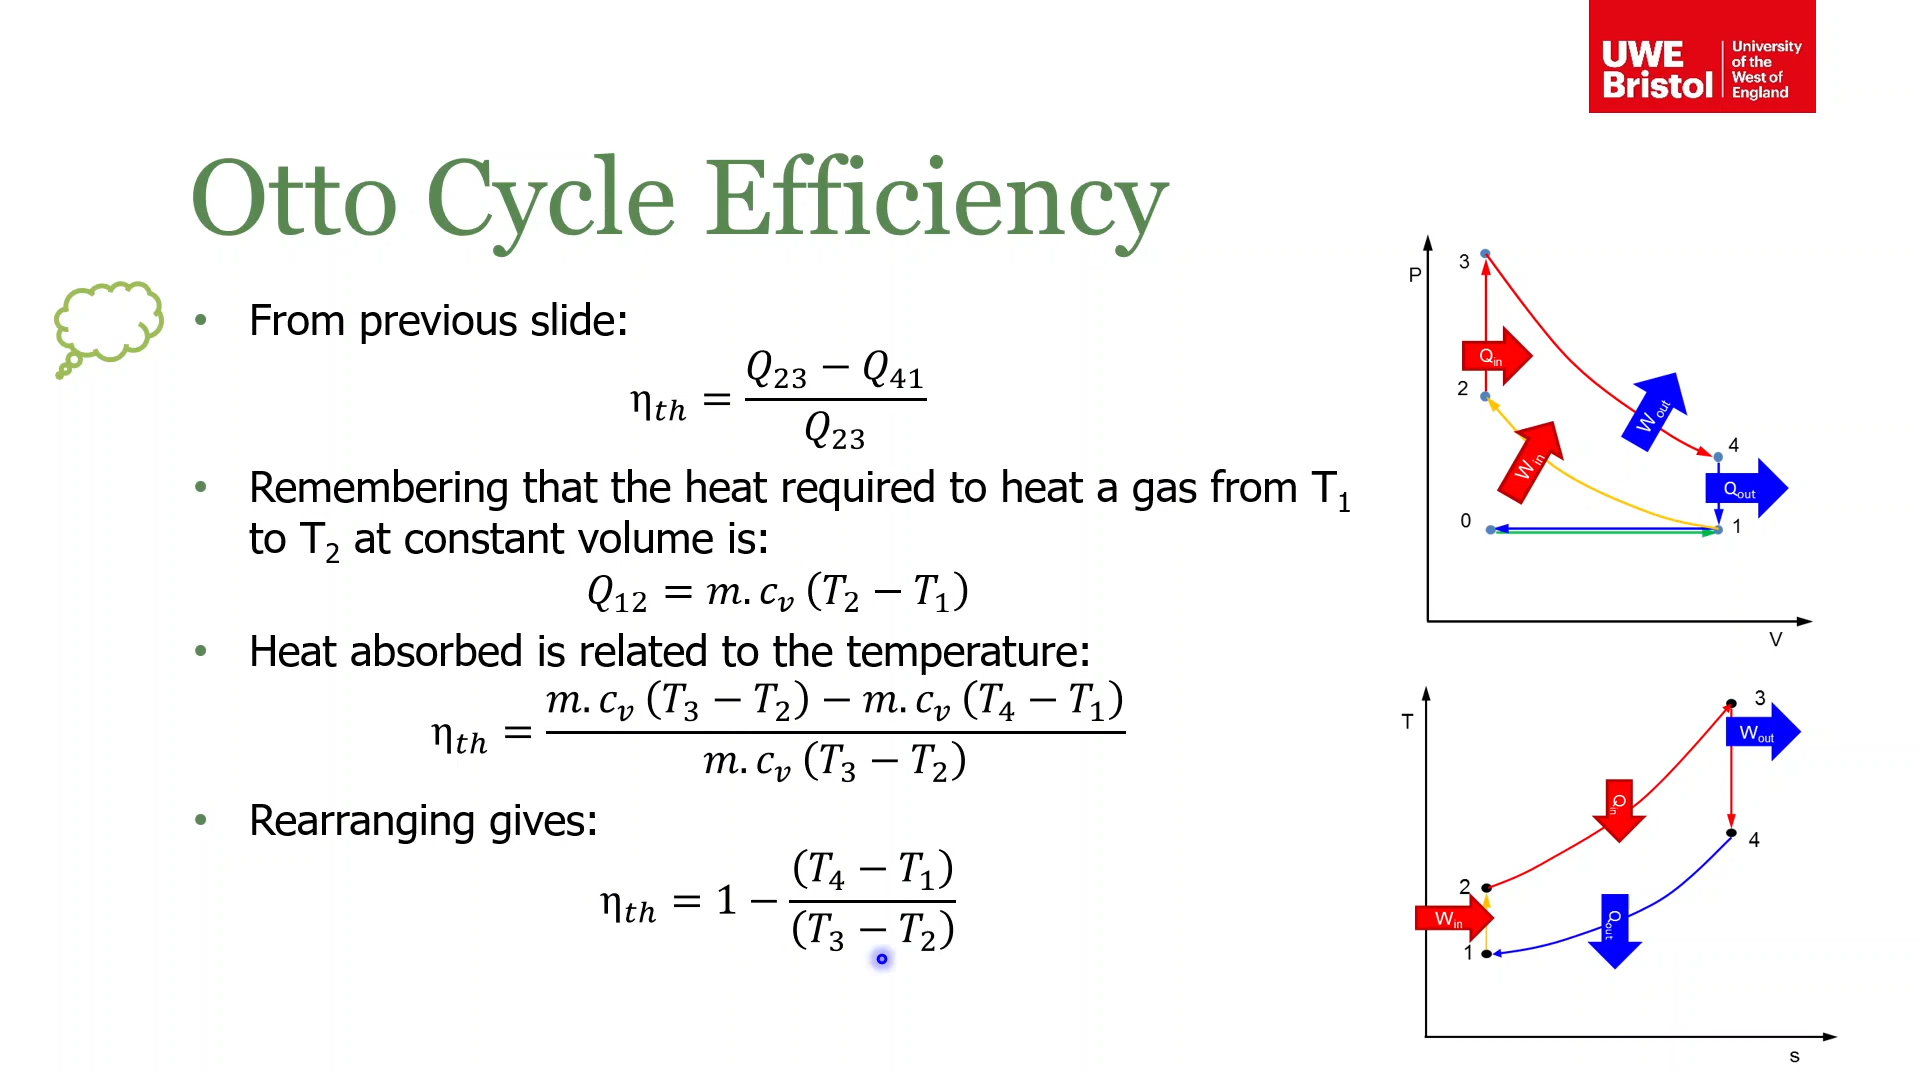 UWE Bristol
University of the West of England
Otto Cycle Efficiency
• From previous slide:
η_th = (Q_23 − Q_41) / Q_23
• Remembering that the heat required to heat a gas from T_1
to T_2 at constant volume is:
Q_12 = m. c_v (T_2 − T_1)
• Heat absorbed is related to the temperature:
η_th = (m. c_v (T_3 − T_2) − m. c_v (T_4 − T_1)) / (m. c_v (T_3 − T_2))
• Rearranging gives:
η_th = 1 − (T_4 − T_1) / (T_3 − T_2)
P
3
Q_in
2
W_out
W_in
4
Q_out
0
1
V
T
3
W_out
Q_in
4
2
W_in
Q_out
1
s